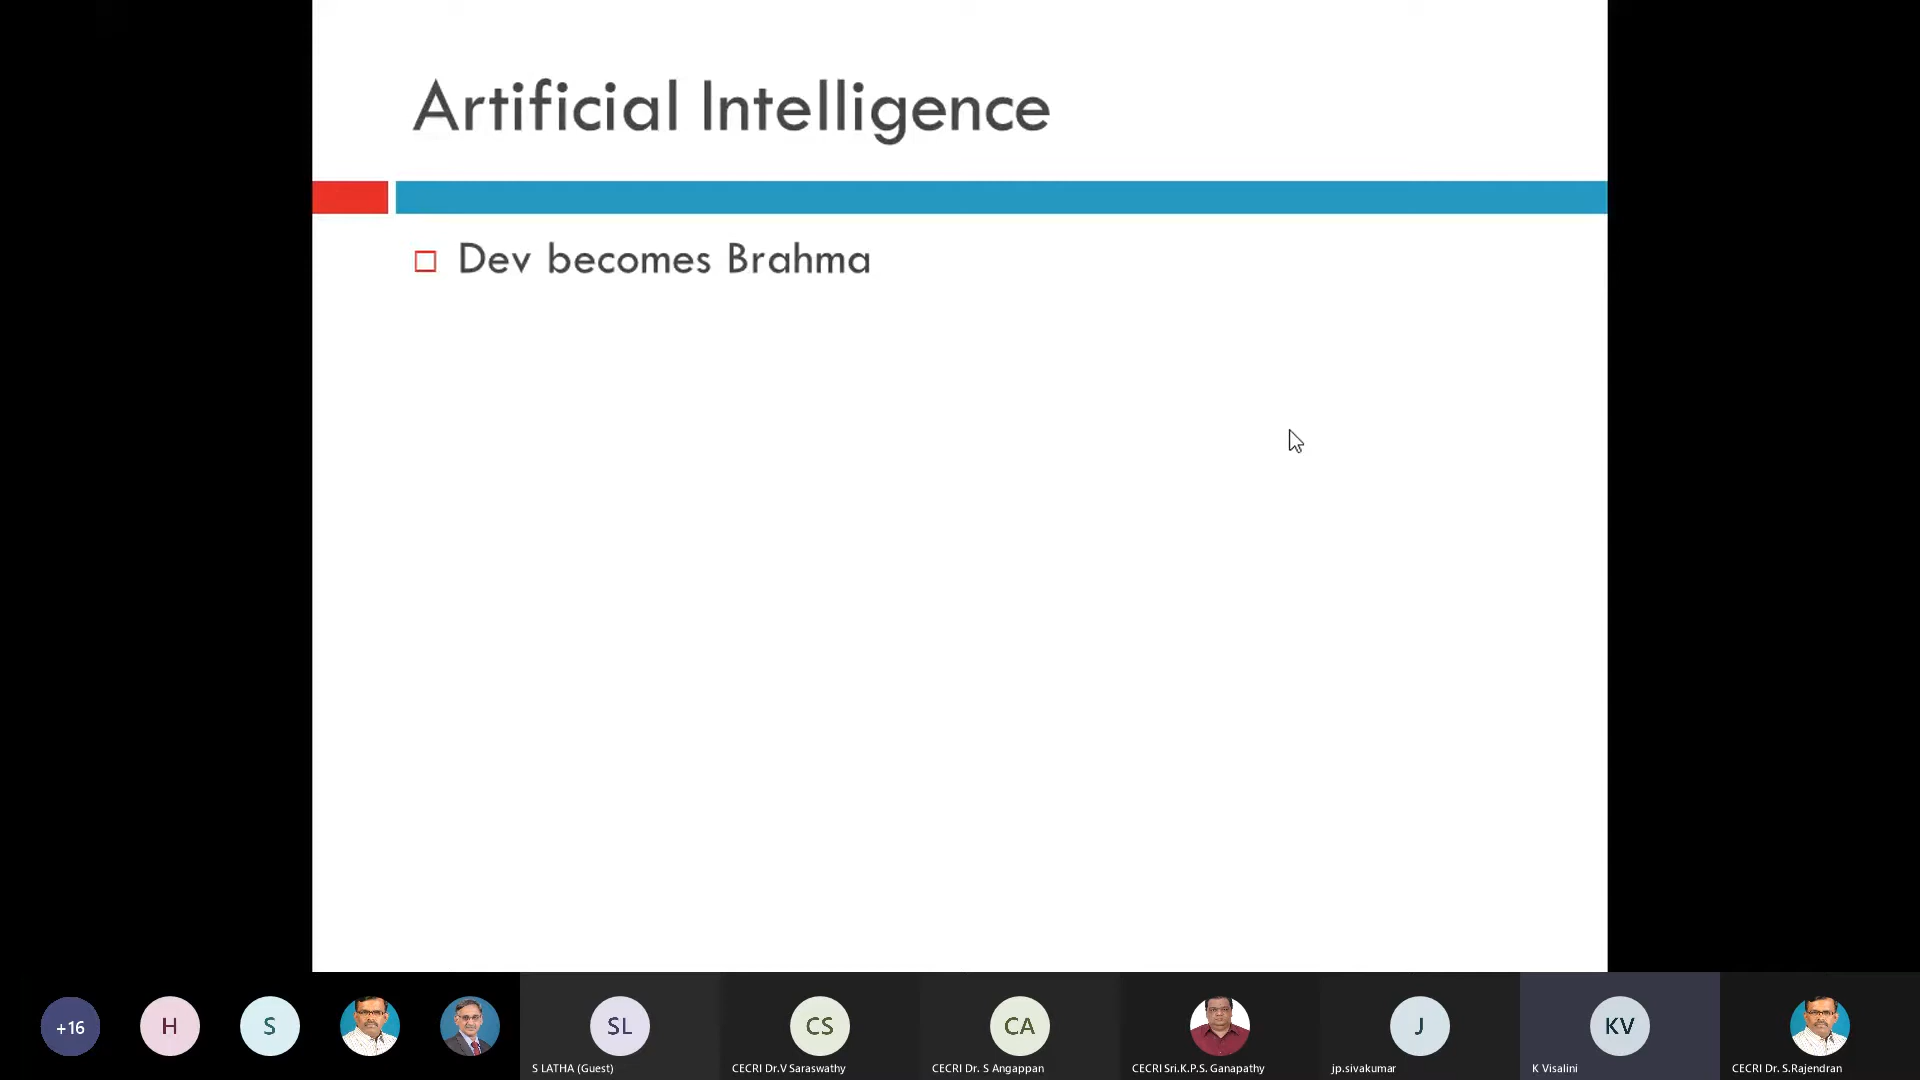 Artificial Intelligence
Dev becomes Brahma
+16
H
S
SL
CS
CA
J
KV
S LATHA (Guest)
CECRI Dr.V Saraswathy
CECRI Dr. S Angappan
CECRI Sri.K.P.S. Ganapathy
jp.sivakumar
K Visalini
CECRI Dr. S.Rajendran